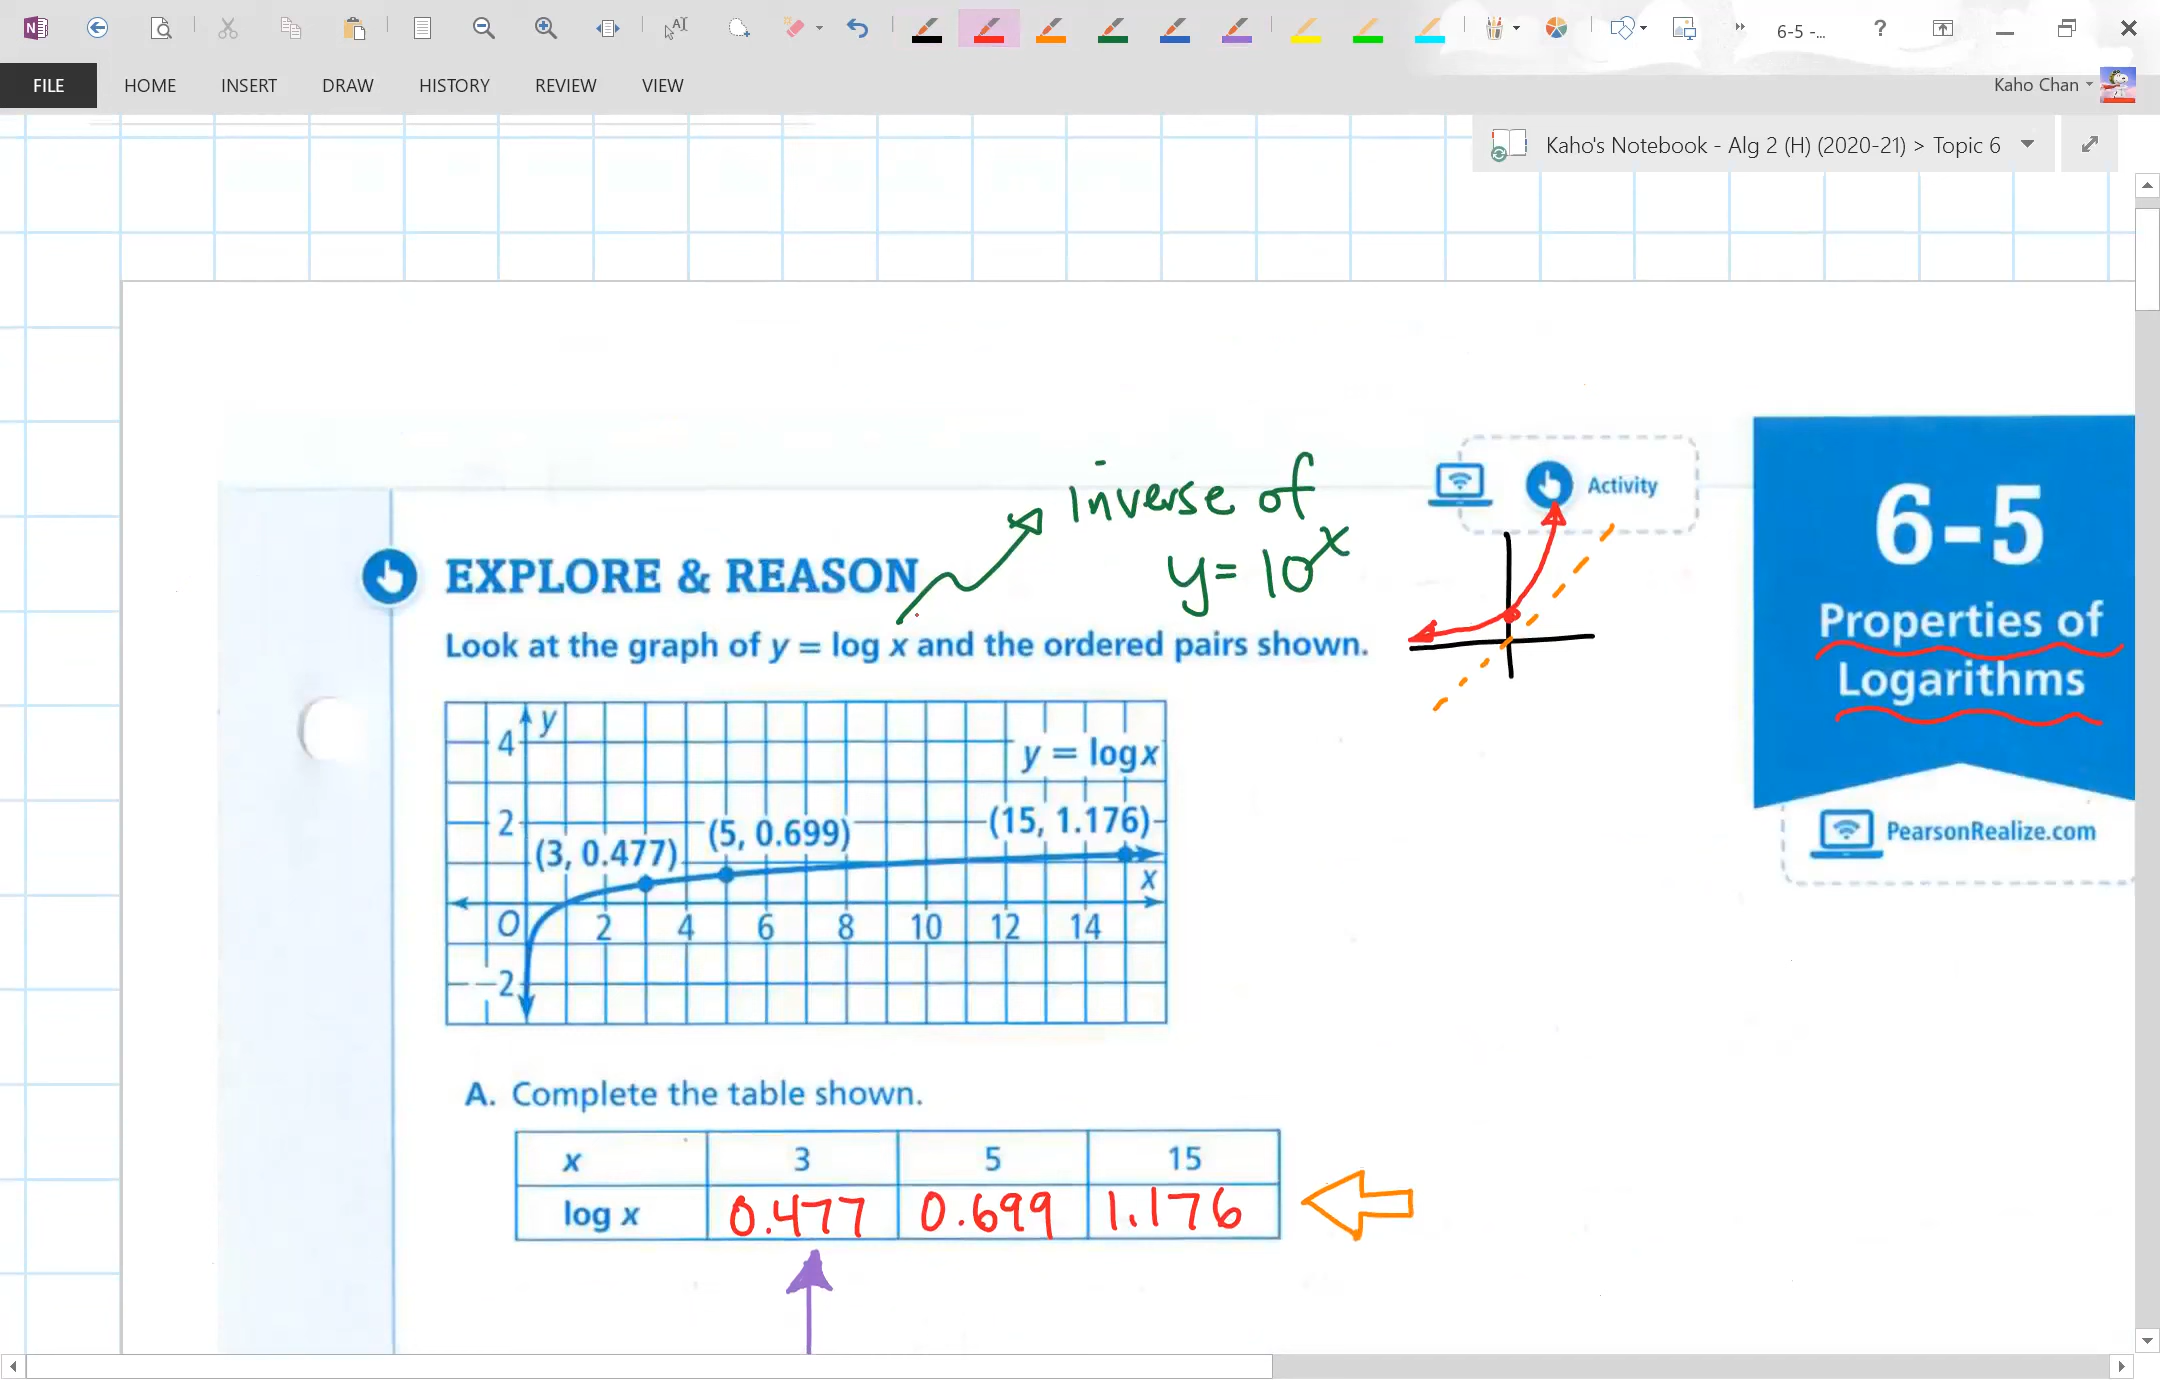 6-5 -...
?
FILE HOME INSERT DRAW HISTORY REVIEW VIEW
Kaho Chan
Kaho's Notebook - Alg 2 (H) (2020-21) > Topic 6
inverse of
y = 10^x
Activity
6-5
Properties of
Logarithms
PearsonRealize.com
EXPLORE & REASON
Look at the graph of y = log x and the ordered pairs shown.
y
4
y = log x
2
(3, 0.477) (5, 0.699) (15, 1.176)
x
O 2 4 6 8 10 12 14
-2
A. Complete the table shown.
x 3 5 15
log x 0.477 0.699 1.176